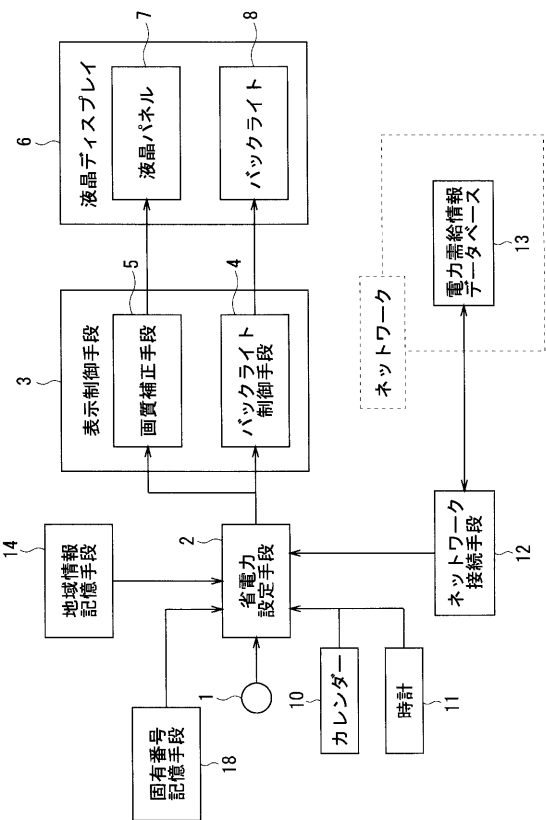 14
地域情報
記憶手段
固有番号
記憶手段
18
1
2
省電力
設定手段
10
カレンダー
11
時計
3
表示制御手段
5
画質補正手段
4
バックライト
制御手段
6
液晶ディスプレイ
7
液晶パネル
8
バックライト
ネットワーク
接続手段
12
ネットワーク
電力需給情報
データベース
13